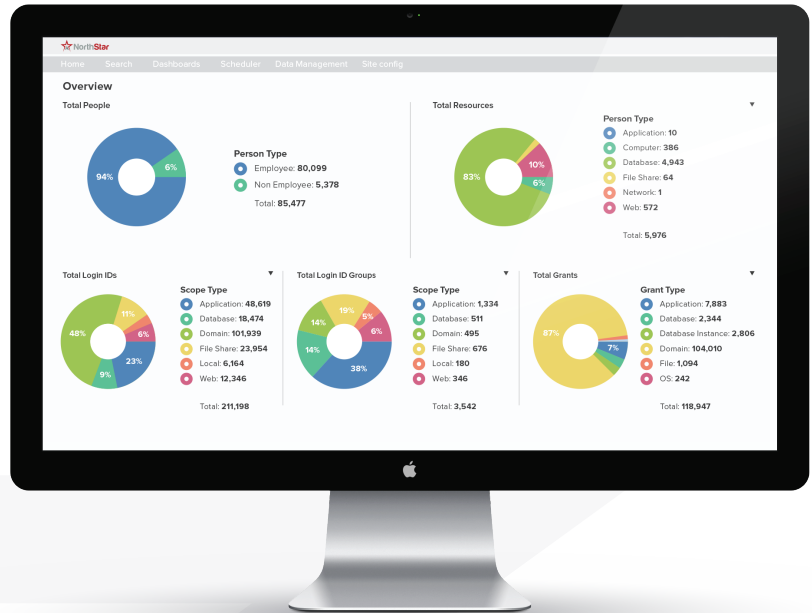 NorthStar
Home Search Dashboards Scheduler Data Management Site config
Overview
Total People
94%
6%
Person Type
Employee: 80,099
Non Employee: 5,378
Total: 85,477
Total Resources
83%
10%
6%
Person Type
Application: 10
Computer: 386
Database: 4,943
File Share: 64
Network: 1
Web: 572
Total: 5,976
Total Login IDs
48%
11%
6%
23%
9%
Scope Type
Application: 48,619
Database: 18,474
Domain: 101,939
File Share: 23,954
Local: 6,164
Web: 12,346
Total: 211,198
Total Login ID Groups
19%
5%
14%
6%
14%
38%
Scope Type
Application: 1,334
Database: 511
Domain: 495
File Share: 676
Local: 180
Web: 346
Total: 3,542
Total Grants
87%
7%
Grant Type
Application: 7,883
Database: 2,344
Database Instance: 2,806
Domain: 104,010
File: 1,094
OS: 242
Total: 118,947